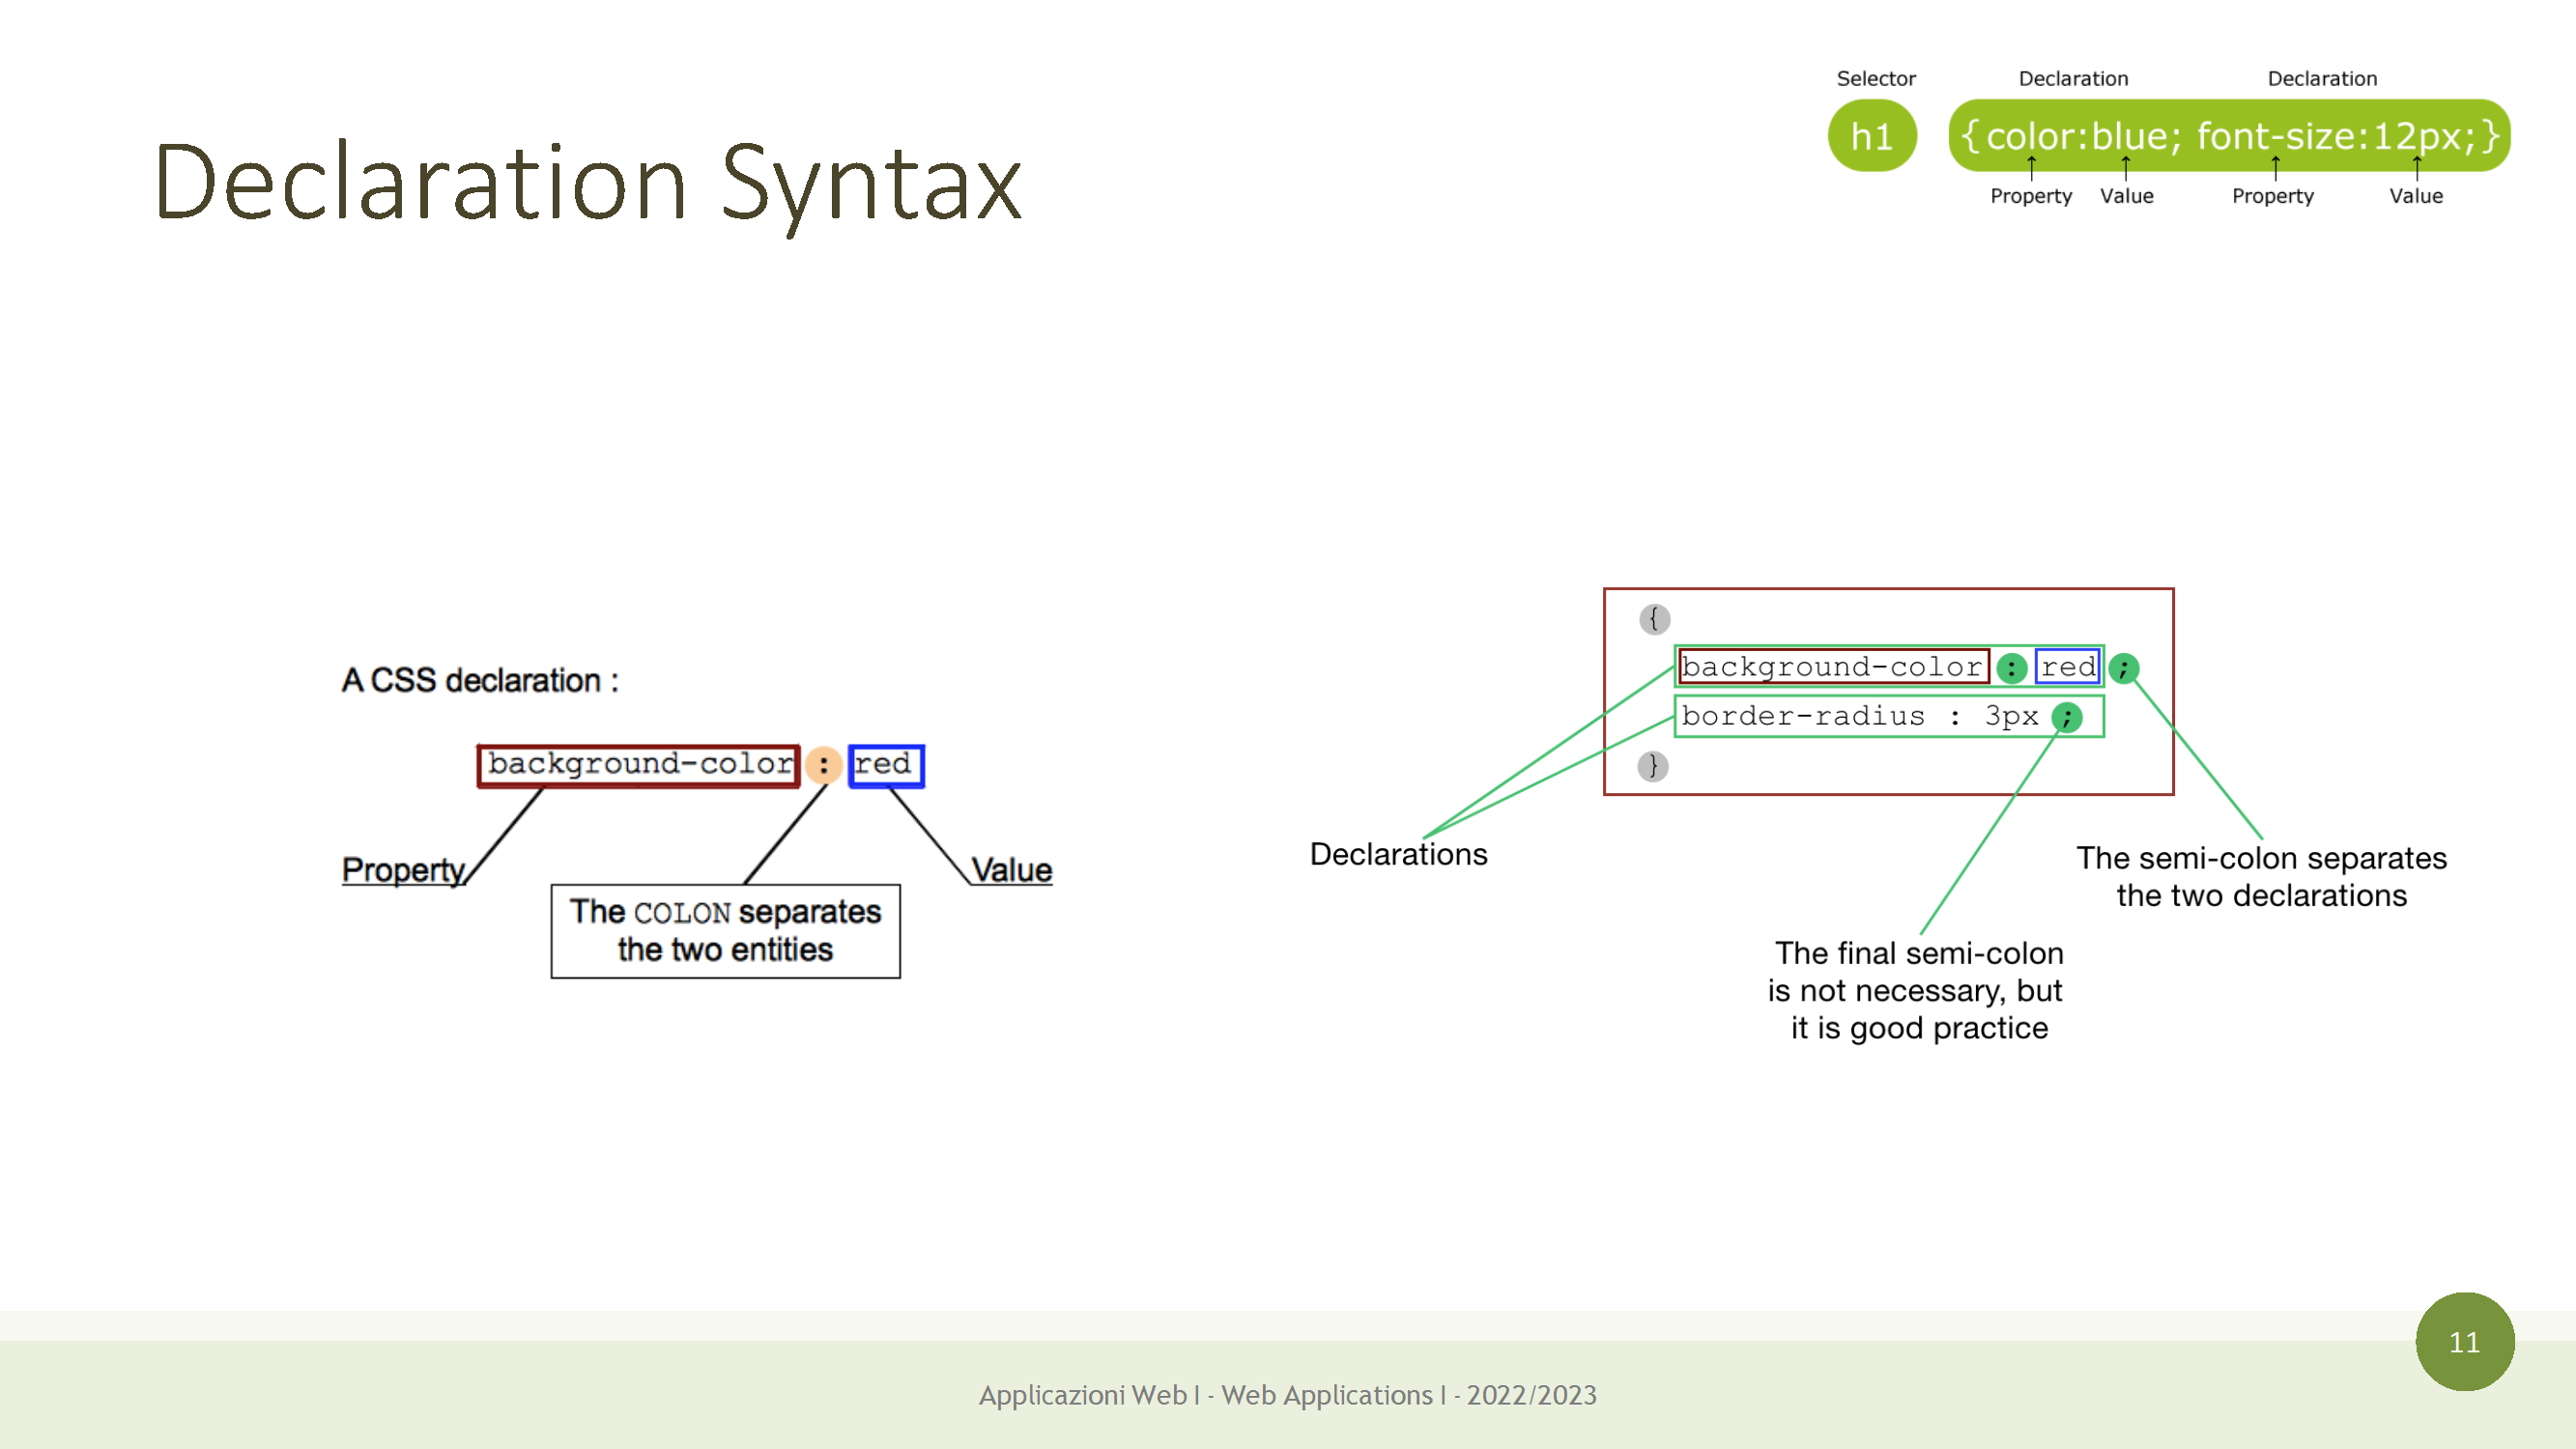 Declaration Syntax
Selector Declaration Declaration
h1 {color:blue; font-size:12px;}
Property Value Property Value
A CSS declaration :
background-color : red
Property Value
The COLON separates
the two entities
{
background-color : red ;
border-radius : 3px ;
}
Declarations
The semi-colon separates
the two declarations
The final semi-colon
is not necessary, but
it is good practice
11
Applicazioni Web I - Web Applications I - 2022/2023